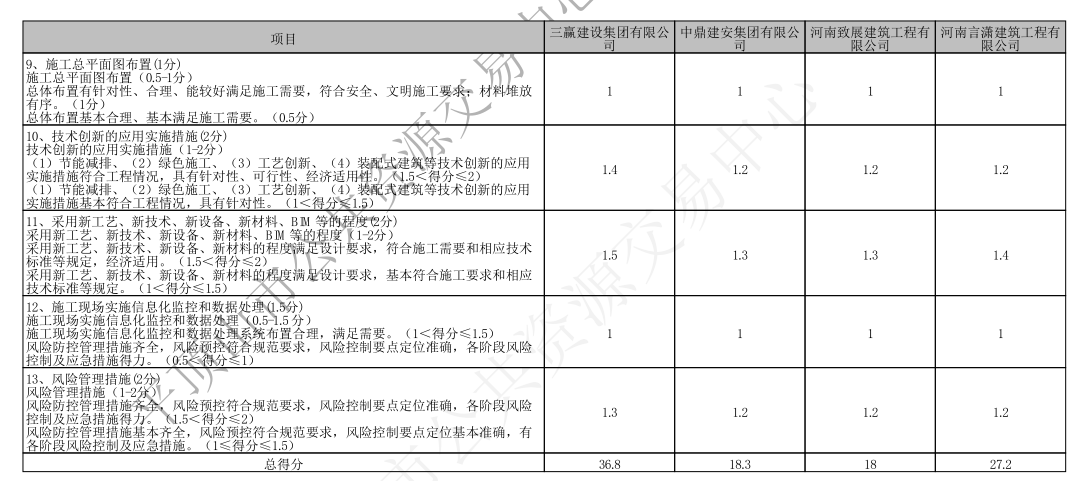 项目
三赢建设集团有限公
司
中鼎建安集团有限公
司
河南致展建筑工程有
限公司
河南言潇建筑工程有
限公司
9、施工总平面图布置(1分)
施工总平面图布置（0.5-1分）
总体布置有针对性、合理、能较好满足施工需要，符合安全、文明施工要求；材料堆放
有序。（1分）
总体布置基本合理、基本满足施工需要。（0.5分）
1
1
1
1
10、技术创新的应用实施措施(2分)
技术创新的应用实施措施（1-2分）
（1）节能减排、（2）绿色施工、（3）工艺创新、（4）装配式建筑等技术创新的应用
实施措施符合工程情况，具有针对性、可行性、经济适用性。（1.5＜得分≤2）
（1）节能减排、（2）绿色施工、（3）工艺创新、（4）装配式建筑等技术创新的应用
实施措施基本符合工程情况，具有针对性。（1＜得分≤1.5）
1.4
1.2
1.2
1.2
11、采用新工艺、新技术、新设备、新材料、BIM 等的程度(2分)
采用新工艺、新技术、新设备、新材料、BIM 等的程度（1-2分）
采用新工艺、新技术、新设备、新材料的程度满足设计要求，符合施工需要和相应技术
标准等规定，经济适用。（1.5＜得分≤2）
采用新工艺、新技术、新设备、新材料的程度满足设计要求，基本符合施工要求和相应
技术标准等规定。（1＜得分≤1.5）
1.5
1.3
1.3
1.4
12、施工现场实施信息化监控和数据处理(1.5分)
施工现场实施信息化监控和数据处理（0.5-1.5 分）
施工现场实施信息化监控和数据处理系统布置合理，满足需要。（1＜得分≤1.5）
风险防控管理措施齐全，风险预控符合规范要求，风险控制要点定位准确，各阶段风险
控制及应急措施得力。（0.5＜得分≤1）
1
1
1
1
13、风险管理措施(2分)
风险管理措施（1-2分）
风险防控管理措施齐全，风险预控符合规范要求，风险控制要点定位准确，各阶段风险
控制及应急措施得力。（1.5＜得分≤2）
风险防控管理措施基本齐全，风险预控符合规范要求，风险控制要点定位基本准确，有
各阶段风险控制及应急措施。（1≤得分≤1.5）
1.3
1.2
1.2
1.2
总得分
36.8
18.3
18
27.2
平顶山市公共资源交易中心
市公共资源交易中心